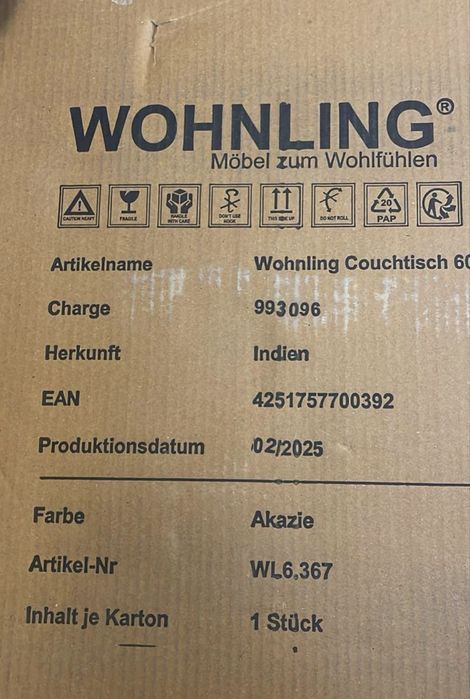 WOHNLING®
Möbel zum Wohlfühlen
CAUTION HEAVY FRAGILE HANDLE WITH CARE DON'T USE HOOK THIS SIDE UP DO NOT ROLL 20 PAP
Artikelname Wohnling Couchtisch 60
Charge 993096
Herkunft Indien
EAN 4251757700392
Produktionsdatum 02/2025
Farbe Akazie
Artikel-Nr WL6.367
Inhalt je Karton 1 Stück